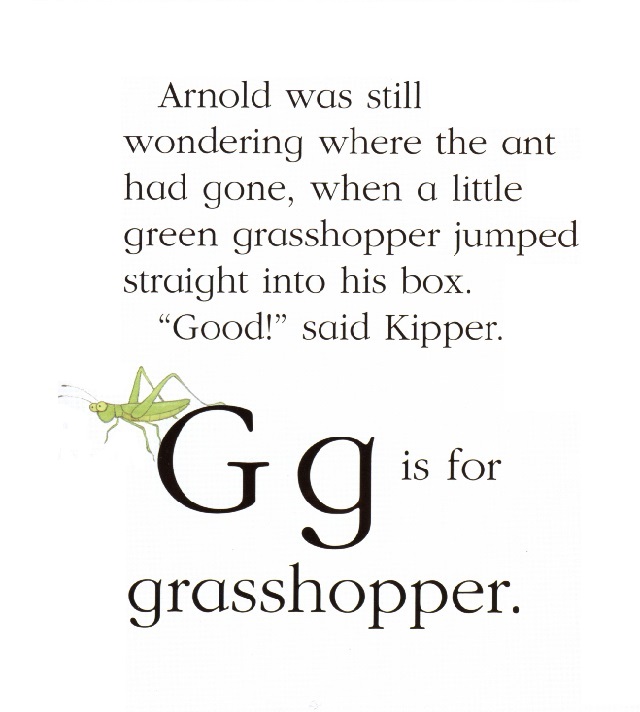 Arnold was still
wondering where the ant
had gone, when a little
green grasshopper jumped
straight into his box.
“Good!” said Kipper.
G g is for
grasshopper.